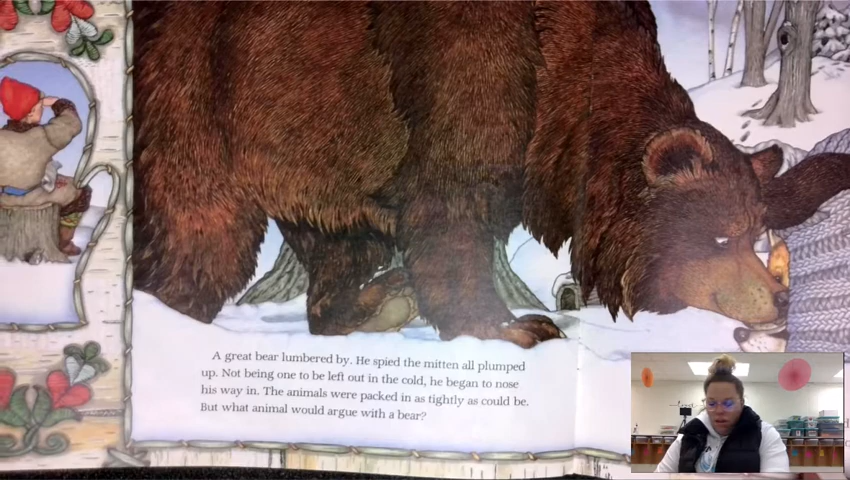 A great bear lumbered by. He spied the mitten all plumped
up. Not being one to be left out in the cold, he began to nose
his way in. The animals were packed in as tightly as could be.
But what animal would argue with a bear?